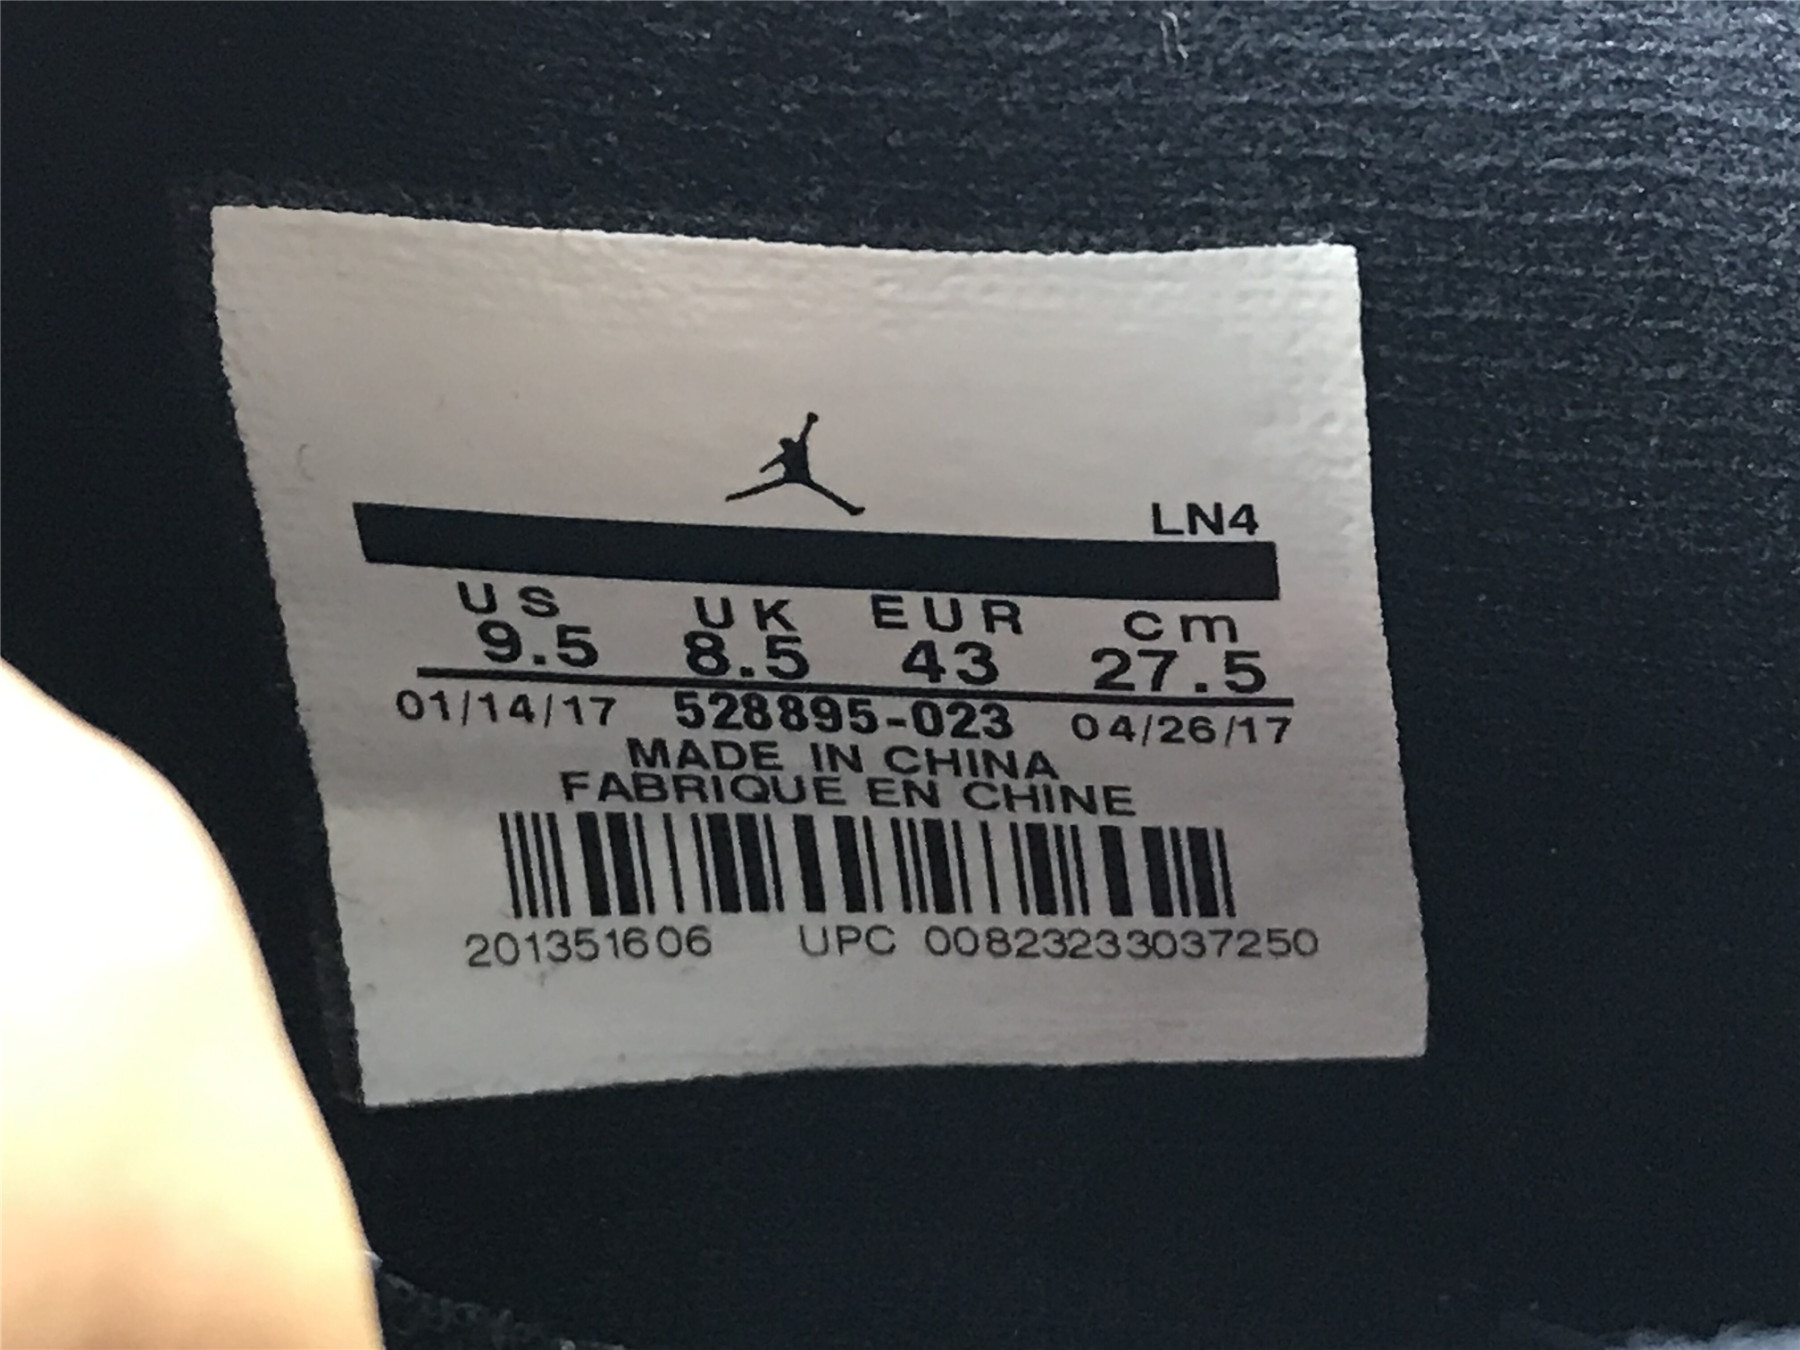 LN4
US UK EUR cm
9.5 8.5 43 27.5
01/14/17 528895-023 04/26/17
MADE IN CHINA
FABRIQUE EN CHINE
201351606 UPC 00823233037250